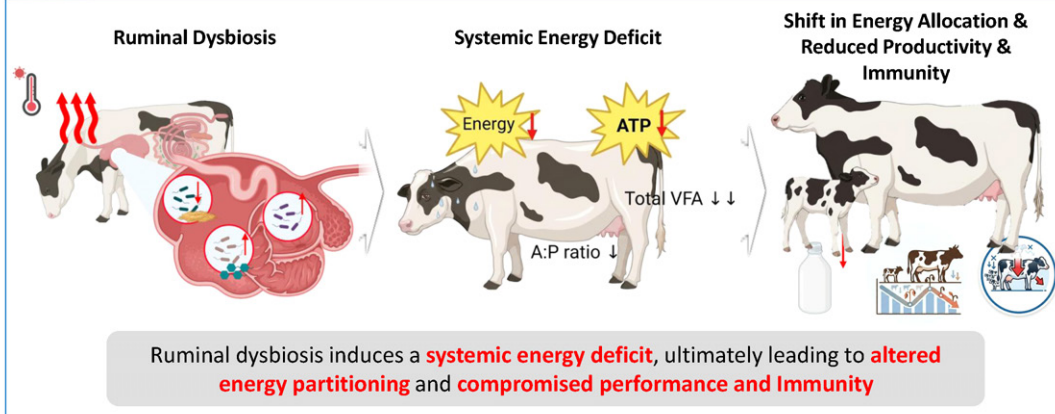 Ruminal Dysbiosis
Systemic Energy Deficit
Shift in Energy Allocation &
Reduced Productivity &
Immunity
Energy ↓
ATP ↓
Total VFA ↓ ↓
A:P ratio ↓
Ruminal dysbiosis induces a systemic energy deficit, ultimately leading to altered
energy partitioning and compromised performance and Immunity